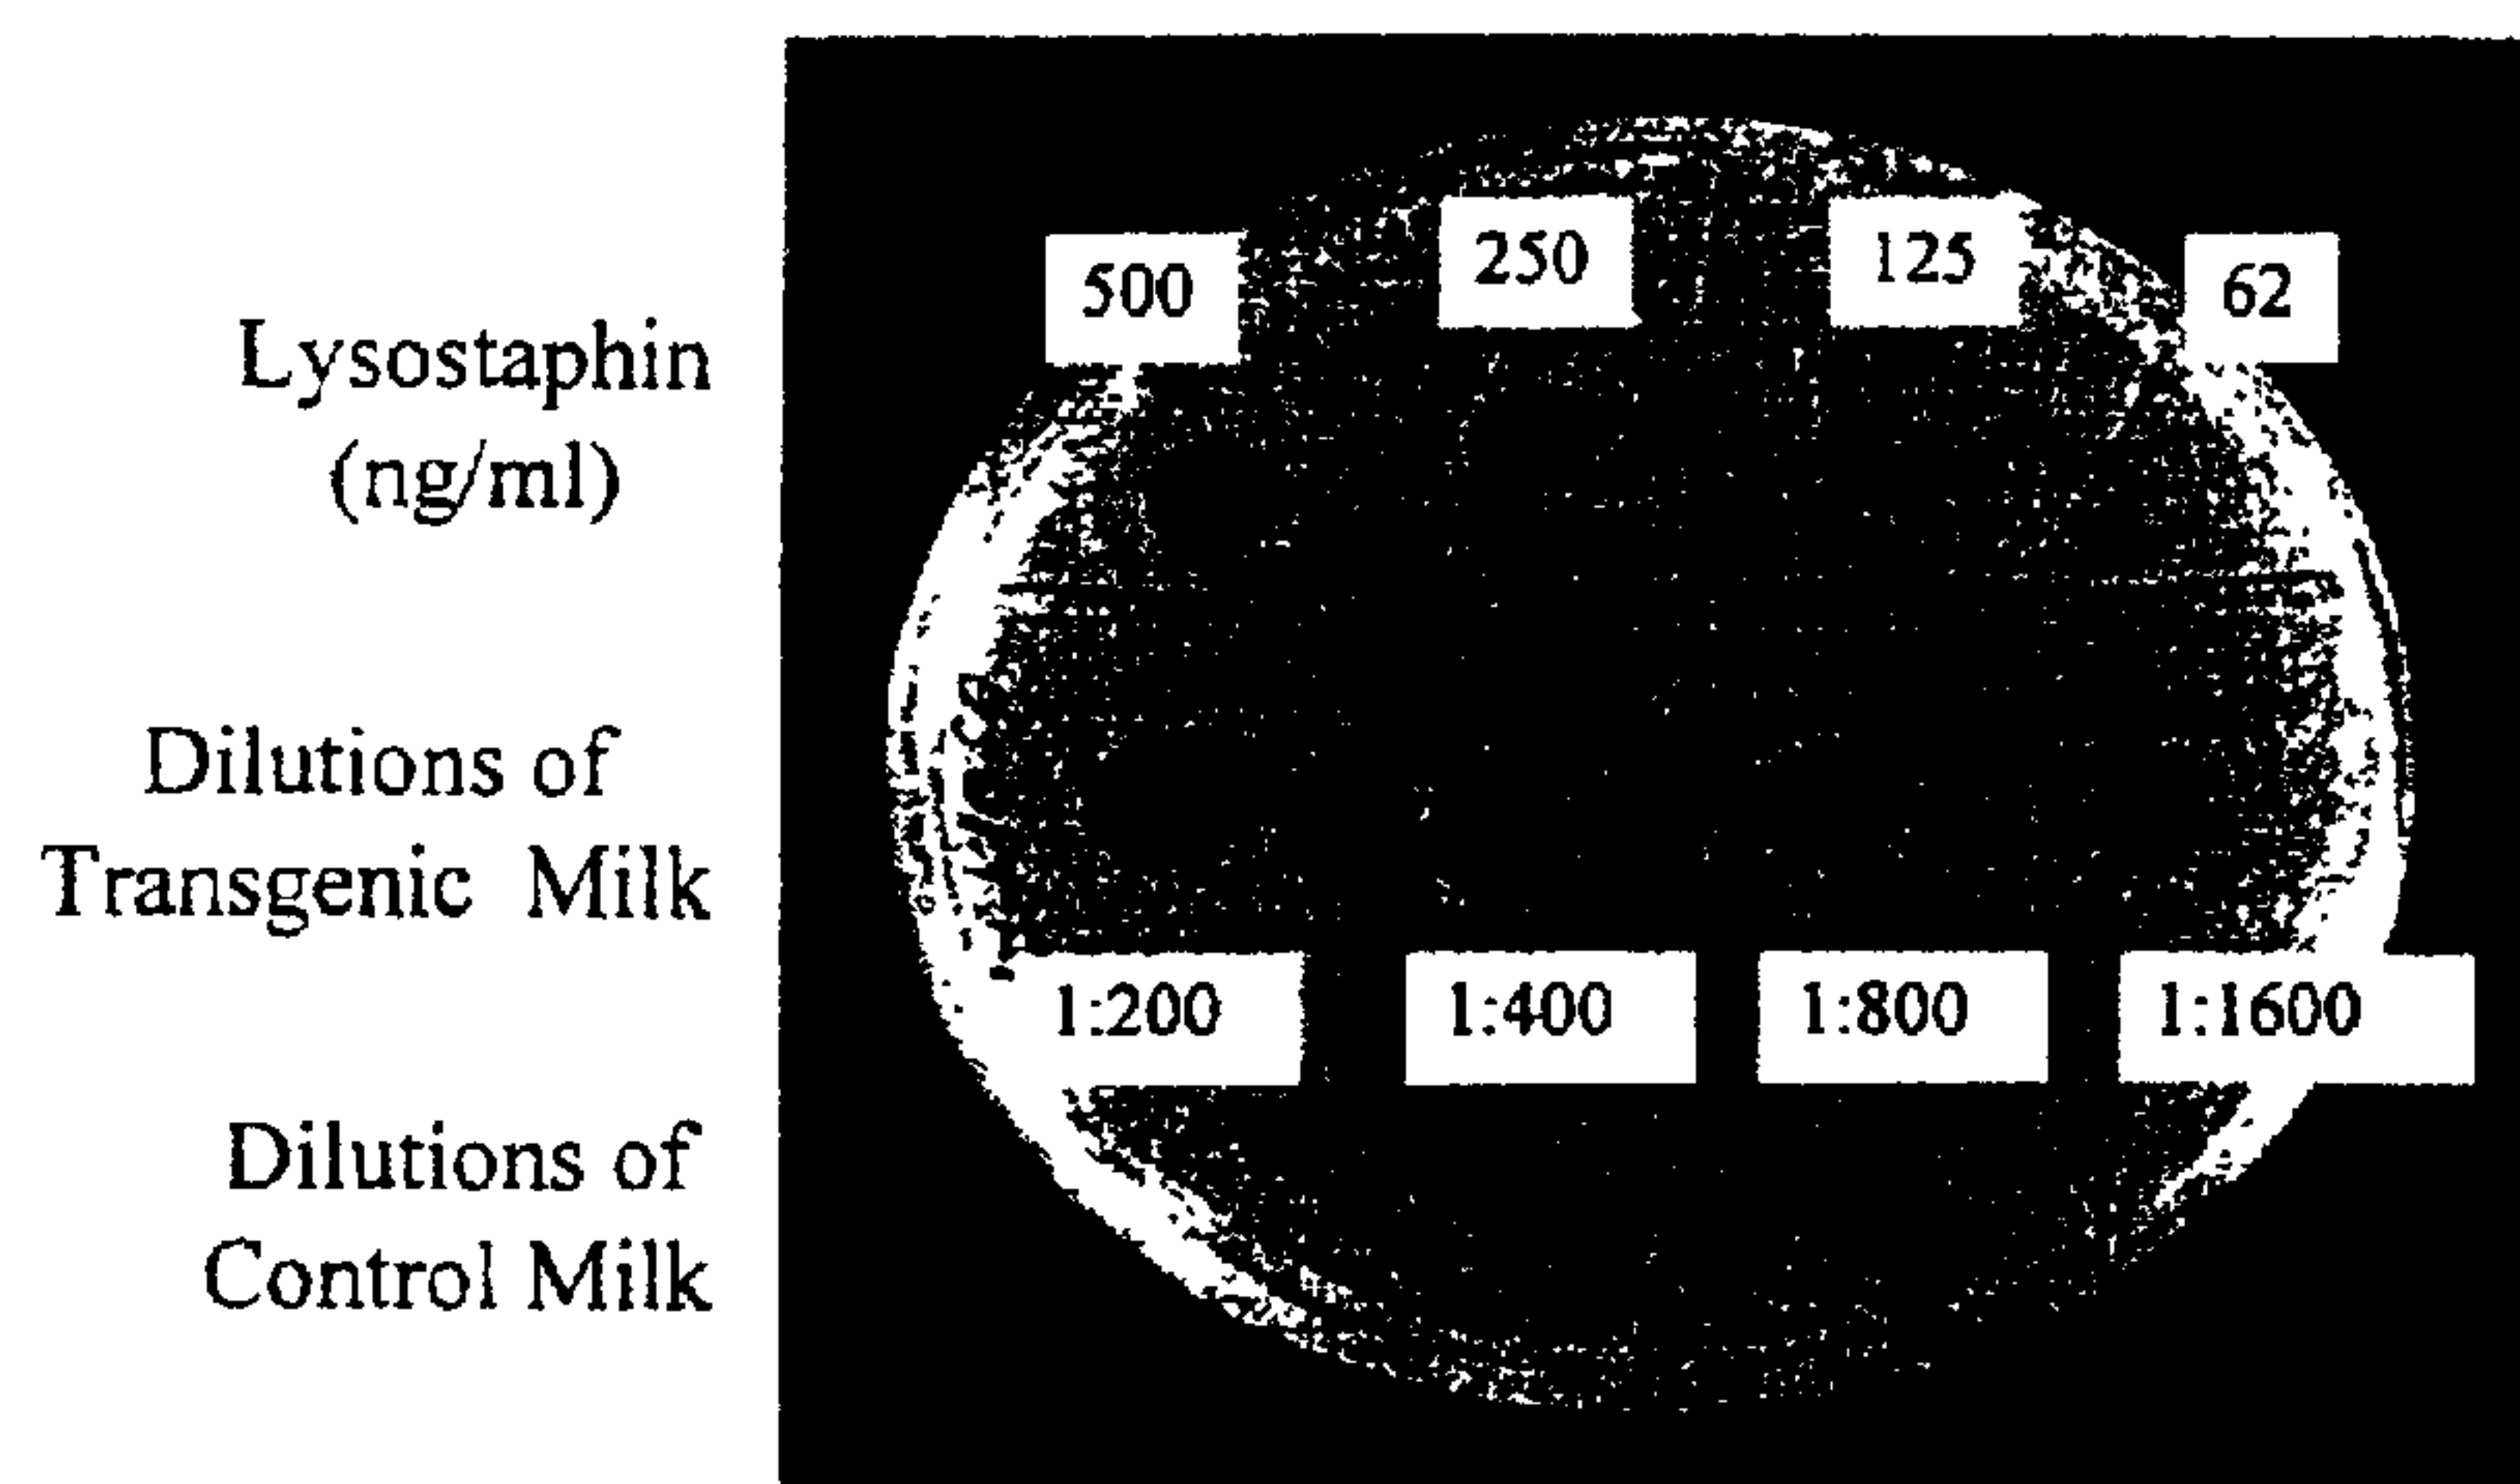 500 250 125 62
Lysostaphin
(ng/ml)
Dilutions of
Transgenic Milk
1:200 1:400 1:800 1:1600
Dilutions of
Control Milk